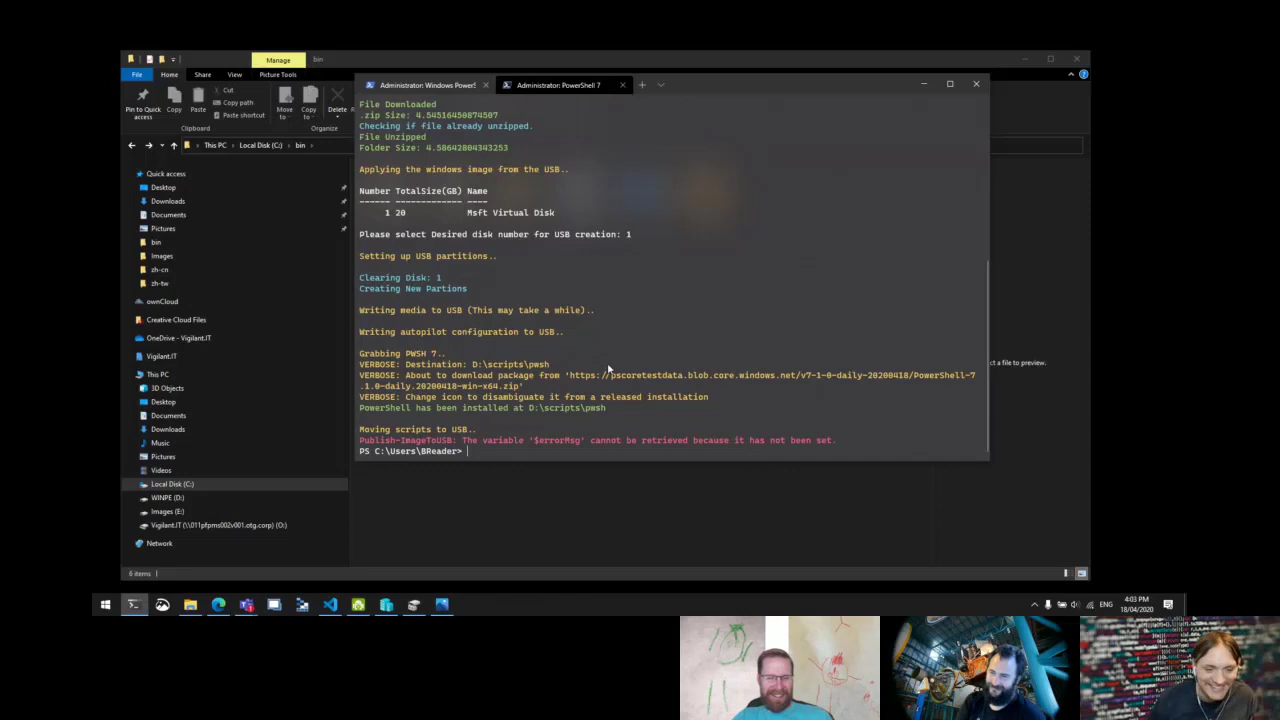 Manage
bin
File
Home
Share
View
Picture Tools
Pin to Quick access
Copy
Paste
Cut
Copy path
Paste shortcut
Move to
Copy to
Delete
Clipboard
Organize
This PC
Local Disk (C:)
bin
Quick access
Desktop
Downloads
Documents
Pictures
bin
Images
zh-cn
zh-tw
ownCloud
Creative Cloud Files
OneDrive - Vigilant.IT
Vigilant.IT
This PC
3D Objects
Desktop
Documents
Downloads
Music
Pictures
Videos
Local Disk (C:)
WINPE (D:)
Images (E:)
Vigilant.IT (\\011pfpms002v001.otg.corp) (O:)
Network
6 items
Administrator: Windows PowerS
Administrator: PowerShell 7
File Downloaded
.zip Size: 4.54516450874507
Checking if file already unzipped.
File Unzipped
Folder Size: 4.58642804343253
Applying the windows image from the USB..
Number TotalSize(GB) Name
------ ------------- ----
1 20 Msft Virtual Disk
Please select Desired disk number for USB creation: 1
Setting up USB partitions..
Clearing Disk: 1
Creating New Partions
Writing media to USB (This may take a while)..
Writing autopilot configuration to USB..
Grabbing PWSH 7..
VERBOSE: Destination: D:\scripts\pwsh
VERBOSE: About to download package from 'https://pscoretestdata.blob.core.windows.net/v7-1-0-daily-20200418/PowerShell-7
.1.0-daily.20200418-win-x64.zip'
VERBOSE: Change icon to disambiguate it from a released installation
PowerShell has been installed at D:\scripts\pwsh
Moving scripts to USB..
Publish-ImageToUSB: The variable '$errorMsg' cannot be retrieved because it has not been set.
PS C:\Users\BReader>
ct a file to preview.
ENG
4:03 PM
18/04/2020